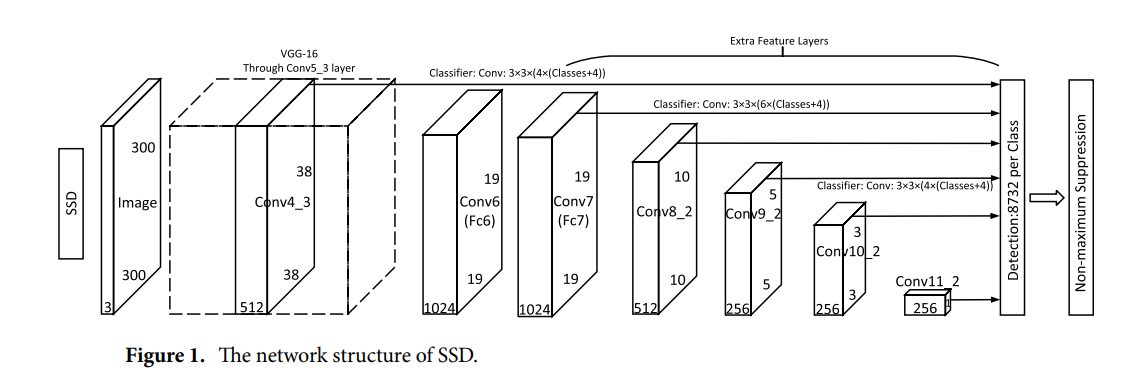 Extra Feature Layers
VGG-16
Through Conv5_3 layer
Classifier: Conv: 3×3×(4×(Classes+4))
Classifier: Conv: 3×3×(6×(Classes+4))
Classifier: Conv: 3×3×(4×(Classes+4))
SSD
300
Image
300
3
38
Conv4_3
38
512
19
Conv6
(Fc6)
19
1024
19
Conv7
(Fc7)
19
1024
10
Conv8_2
10
512
5
Conv9_2
5
256
3
Conv10_2
3
256
Conv11_2
1
256
Detection:8732 per Class
Non-maximum Suppression
Figure 1. The network structure of SSD.